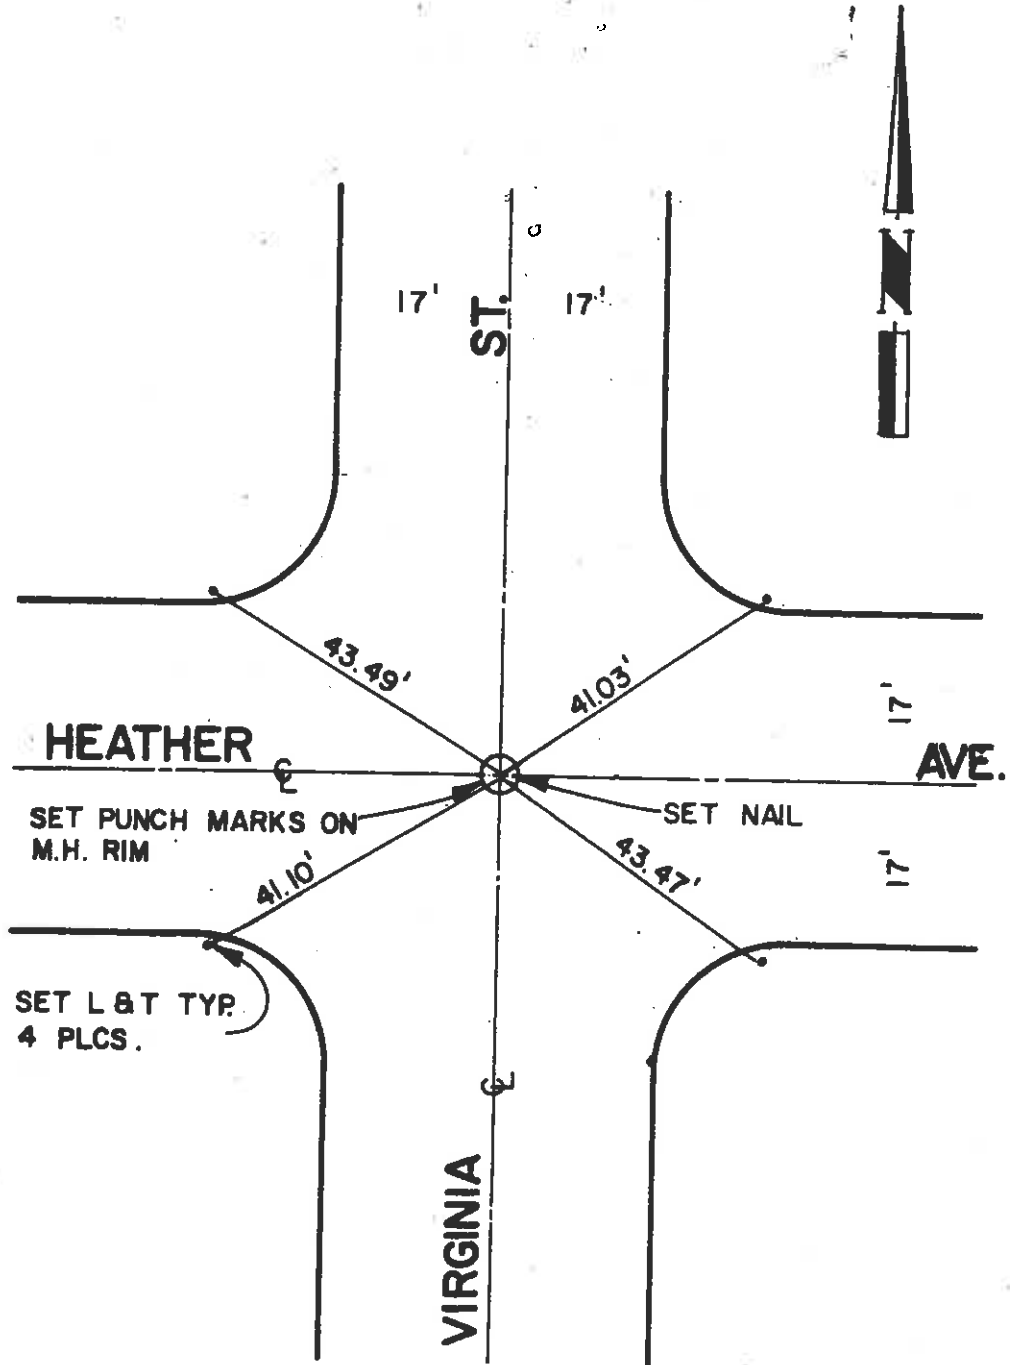 N
17'
ST.
17'
43.49'
41.03'
17'
HEATHER
℄
AVE.
SET PUNCH MARKS ON
M.H. RIM
SET NAIL
41.10'
43.47'
17'
SET L & T TYP.
4 PLCS.
℄
VIRGINIA